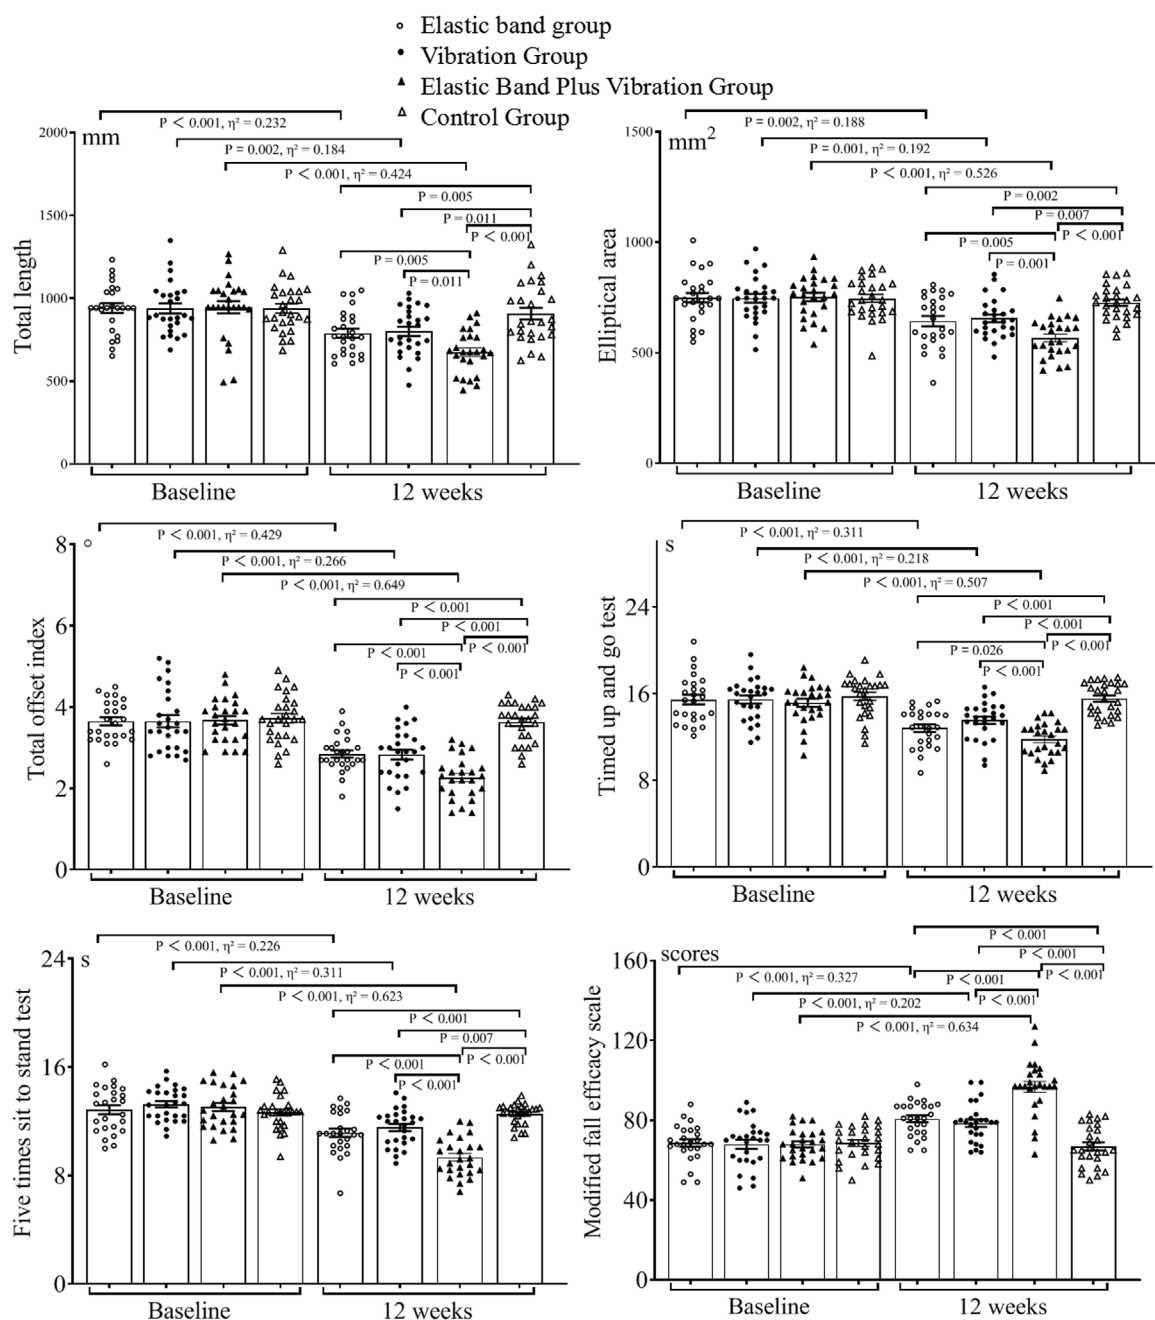 Elastic band group
Vibration Group
Elastic Band Plus Vibration Group
Control Group
P < 0.001, η² = 0.232
P = 0.002, η² = 0.184
P < 0.001, η² = 0.424
P = 0.005
P = 0.011
P < 0.001
P = 0.005
P = 0.011
mm
Total length
2000
1500
1000
500
0
Baseline
12 weeks
P = 0.002, η² = 0.188
P = 0.001, η² = 0.192
P < 0.001, η² = 0.526
P = 0.002
P = 0.007
P < 0.001
P = 0.005
P = 0.001
mm²
Elliptical area
1500
1000
500
0
Baseline
12 weeks
P < 0.001, η² = 0.429
P < 0.001, η² = 0.266
P < 0.001, η² = 0.649
P < 0.001
P < 0.001
P < 0.001
P < 0.001
P < 0.001
°
Total offset index
8
6
4
2
0
Baseline
12 weeks
P < 0.001, η² = 0.311
P < 0.001, η² = 0.218
P < 0.001, η² = 0.507
P < 0.001
P < 0.001
P < 0.001
P = 0.026
P < 0.001
s
Timed up and go test
24
16
8
0
Baseline
12 weeks
P < 0.001, η² = 0.226
P < 0.001, η² = 0.311
P < 0.001, η² = 0.623
P < 0.001
P = 0.007
P < 0.001
P < 0.001
P < 0.001
s
Five times sit to stand test
24
16
8
0
Baseline
12 weeks
P < 0.001
P < 0.001
P < 0.001
P < 0.001, η² = 0.327
P < 0.001
P < 0.001, η² = 0.202
P < 0.001
P < 0.001, η² = 0.634
scores
Modified fall efficacy scale
160
120
80
40
0
Baseline
12 weeks